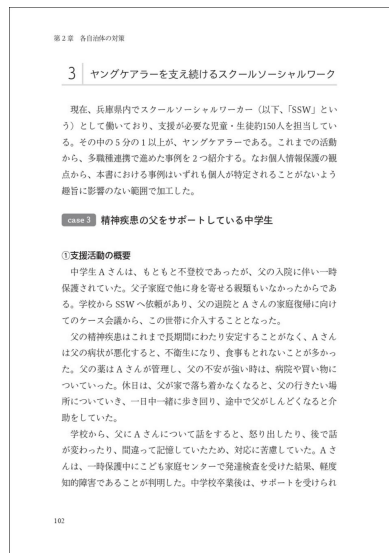 第2章 各自治体の対策
3 ヤングケアラーを支え続けるスクールソーシャルワーク
現在、兵庫県内でスクールソーシャルワーカー（以下、「SSW」とい
う）として働いており、支援が必要な児童・生徒約150人を担当してい
る。その中の5分の1以上が、ヤングケアラーである。これまでの活動
から、多職種連携で進めた事例を2つ紹介する。なお個人情報保護の観
点から、本書における事例はいずれも個人が特定されることがないよう
趣旨に影響のない範囲で加工した。
case 3 精神疾患の父をサポートしている中学生
①支援活動の概要
中学生Aさんは、もともと不登校であったが、父の入院に伴い一時
保護されていた。父子家庭で他に身を寄せる親類もいなかったからであ
る。学校からSSWへ依頼があり、父の退院とAさんの家庭復帰に向け
てのケース会議から、この世帯に介入することとなった。
父の精神疾患はこれまで長期間にわたり安定することがなく、Aさん
は父の病状が悪化すると、不衛生になり、食事もとれないことが多かっ
た。父の薬はAさんが管理し、父の不安が強い時は、病院や買い物に
ついていった。休日は、父が家で落ち着かなくなると、父の行きたい場
所についていき、一日中一緒に歩き回り、途中で父がしんどくなると介
助をしていた。
学校から、父にAさんについて話をすると、怒り出したり、後で話
が変わったり、間違って記憶していたため、対応に苦慮していた。Aさ
んは、一時保護中にこども家庭センターで発達検査を受けた結果、軽度
知的障害であることが判明した。中学校卒業後は、サポートを受けられ
102